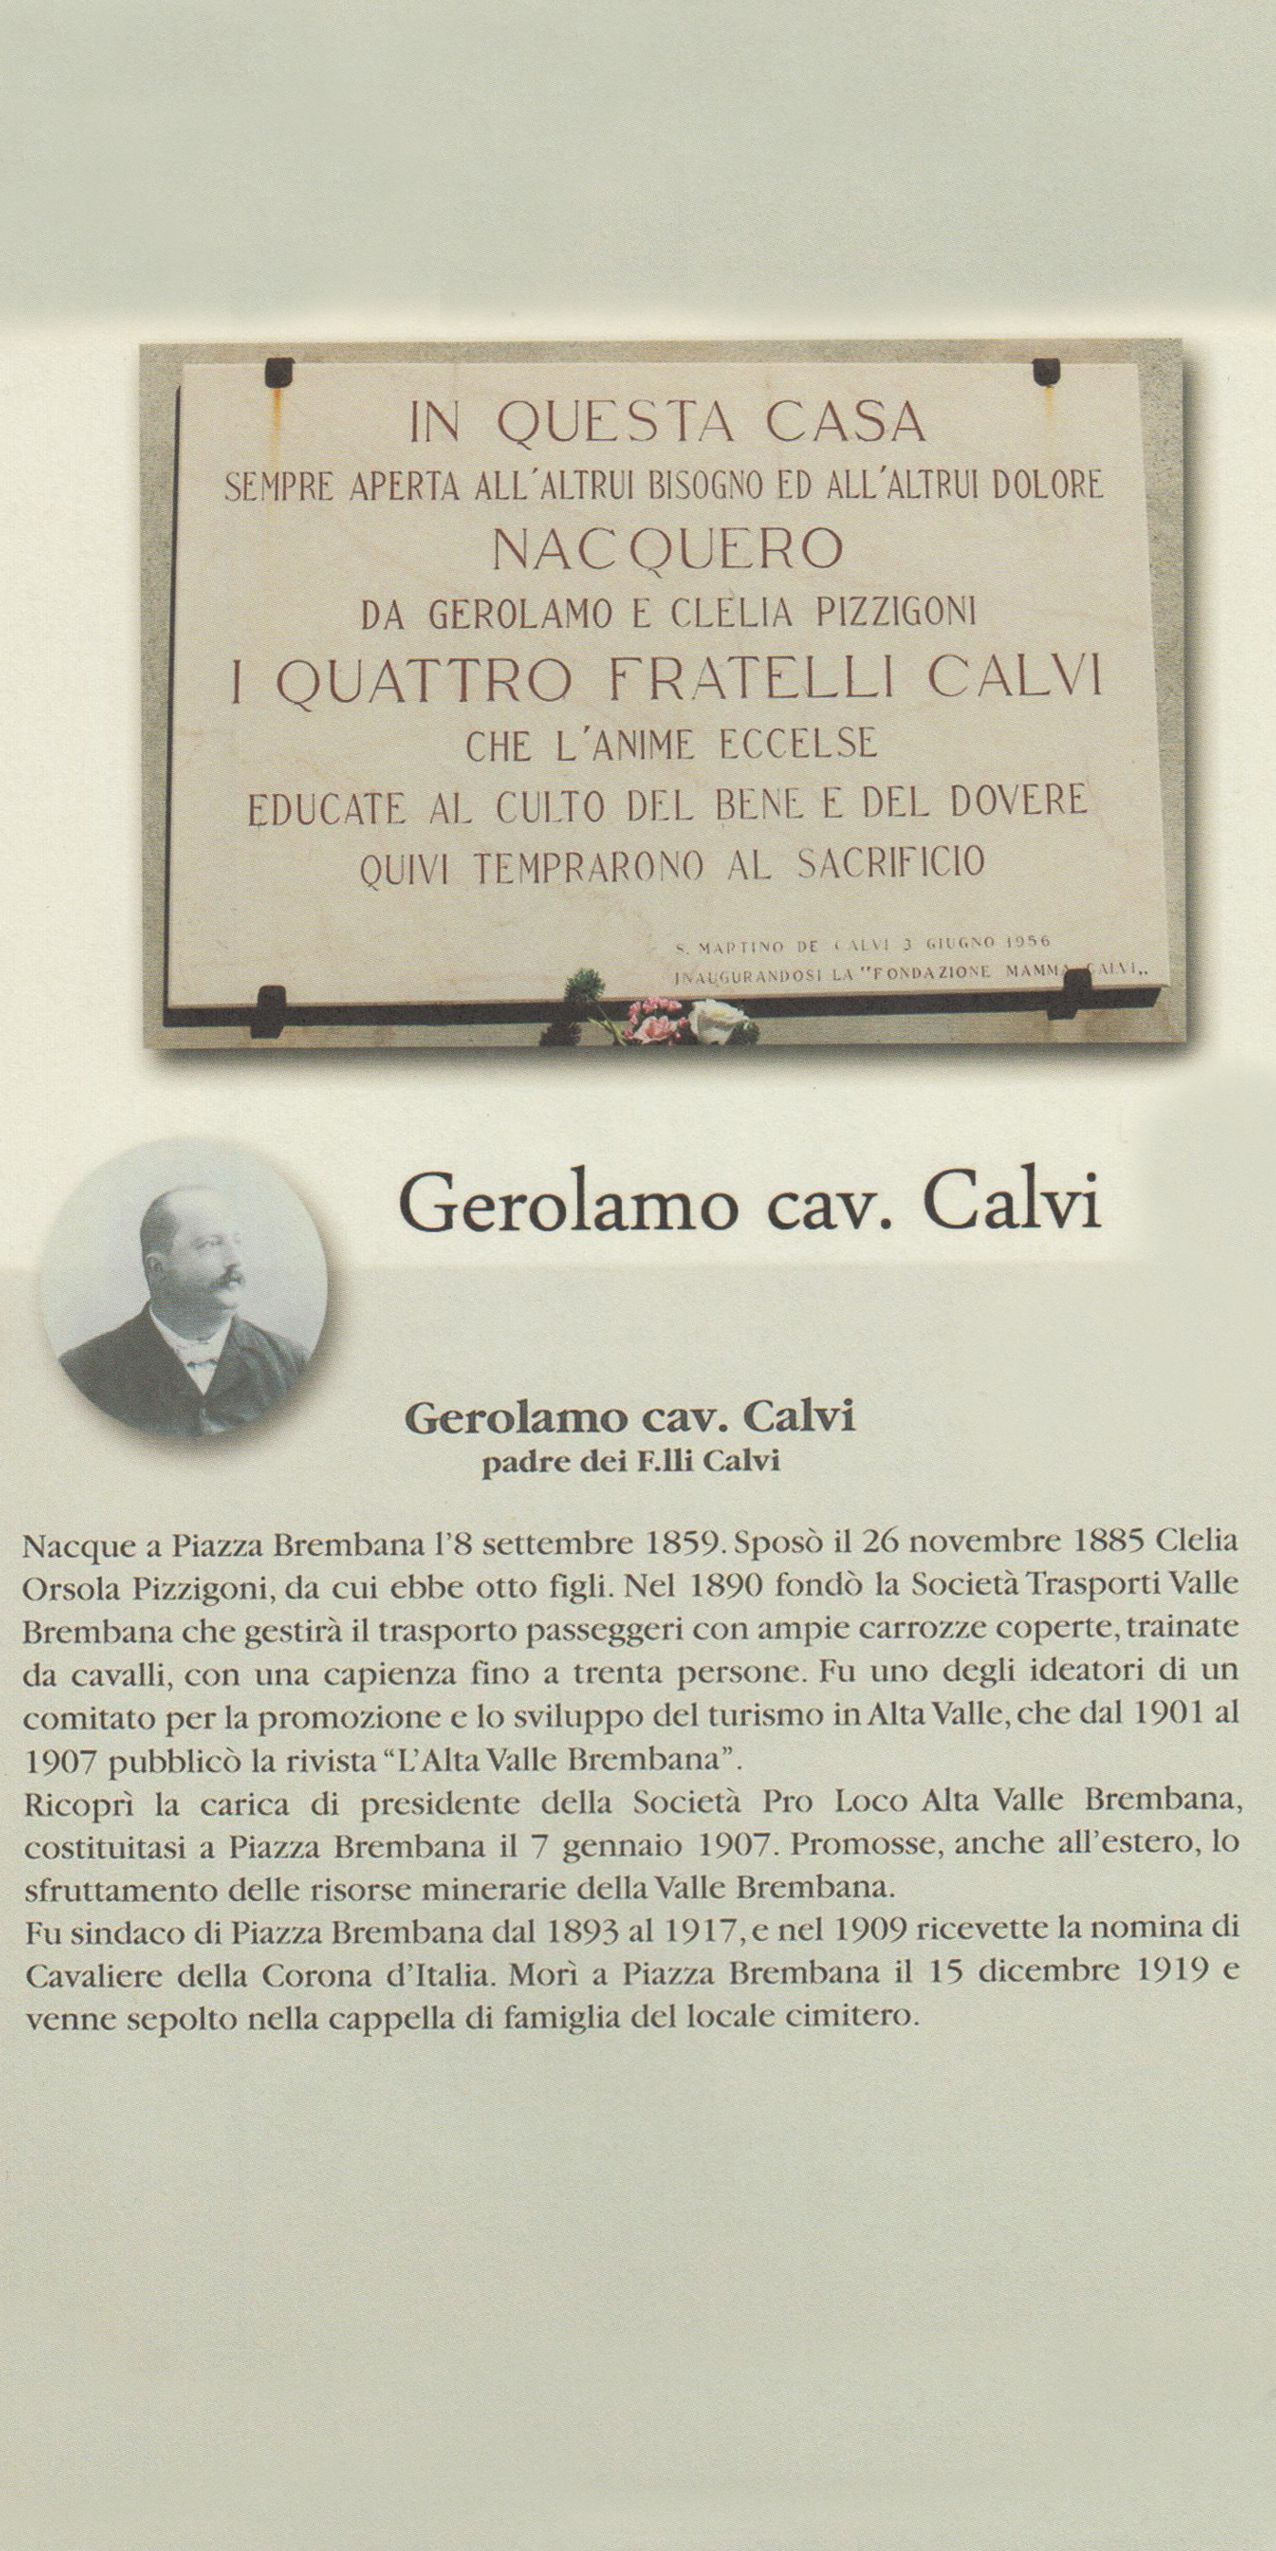 IN QUESTA CASA
SEMPRE APERTA ALL'ALTRUI BISOGNO ED ALL'ALTRUI DOLORE
NACQUERO
DA GEROLAMO E CLELIA PIZZIGONI
I QUATTRO FRATELLI CALVI
CHE L'ANIME ECCELSE
EDUCATE AL CULTO DEL BENE E DEL DOVERE
QUIVI TEMPRARONO AL SACRIFICIO
S. MARTINO DE CALVI 3 GIUGNO 1956
INAUGURANDOSI LA "FONDAZIONE MAMMA CALVI„
Gerolamo cav. Calvi
Gerolamo cav. Calvi
padre dei F.lli Calvi
Nacque a Piazza Brembana l'8 settembre 1859. Sposò il 26 novembre 1885 Clelia
Orsola Pizzigoni, da cui ebbe otto figli. Nel 1890 fondò la Società Trasporti Valle
Brembana che gestirà il trasporto passeggeri con ampie carrozze coperte, trainate
da cavalli, con una capienza fino a trenta persone. Fu uno degli ideatori di un
comitato per la promozione e lo sviluppo del turismo in Alta Valle, che dal 1901 al
1907 pubblicò la rivista “L'Alta Valle Brembana”.
Ricoprì la carica di presidente della Società Pro Loco Alta Valle Brembana,
costituitasi a Piazza Brembana il 7 gennaio 1907. Promosse, anche all'estero, lo
sfruttamento delle risorse minerarie della Valle Brembana.
Fu sindaco di Piazza Brembana dal 1893 al 1917, e nel 1909 ricevette la nomina di
Cavaliere della Corona d'Italia. Morì a Piazza Brembana il 15 dicembre 1919 e
venne sepolto nella cappella di famiglia del locale cimitero.